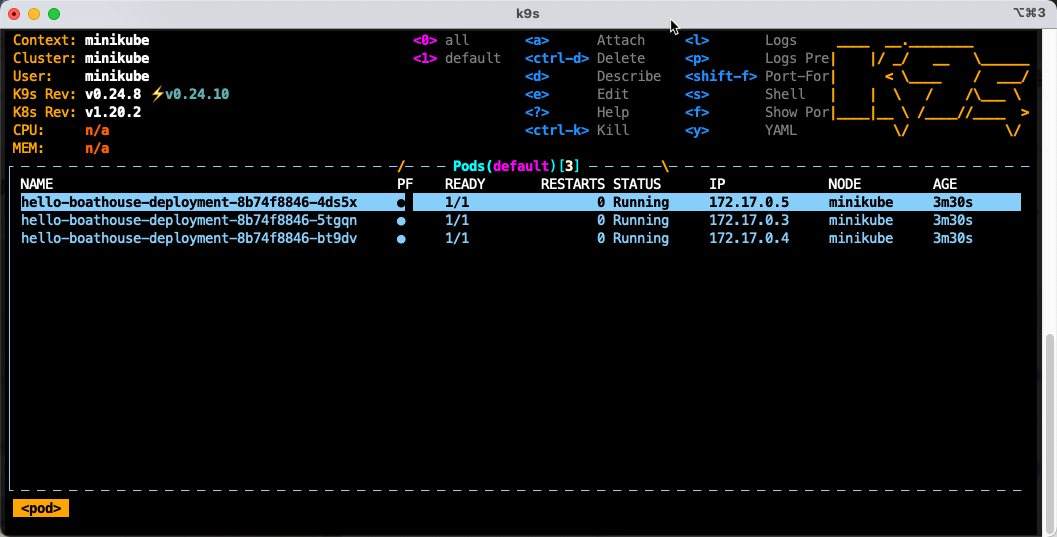 k9s
⌥⌘3
Context: minikube <0> all <a> Attach <l> Logs
Cluster: minikube <1> default <ctrl-d> Delete <p> Logs Pre
User: minikube <d> Describe <shift-f> Port-For
K9s Rev: v0.24.8 ⚡v0.24.10 <e> Edit <s> Shell
K8s Rev: v1.20.2 <?> Help <f> Show Por
CPU: n/a <ctrl-k> Kill <y> YAML
MEM: n/a
Pods(default)[3]
NAME PF READY RESTARTS STATUS IP NODE AGE
hello-boathouse-deployment-8b74f8846-4ds5x ● 1/1 0 Running 172.17.0.5 minikube 3m30s
hello-boathouse-deployment-8b74f8846-5tgqn ● 1/1 0 Running 172.17.0.3 minikube 3m30s
hello-boathouse-deployment-8b74f8846-bt9dv ● 1/1 0 Running 172.17.0.4 minikube 3m30s
<pod>